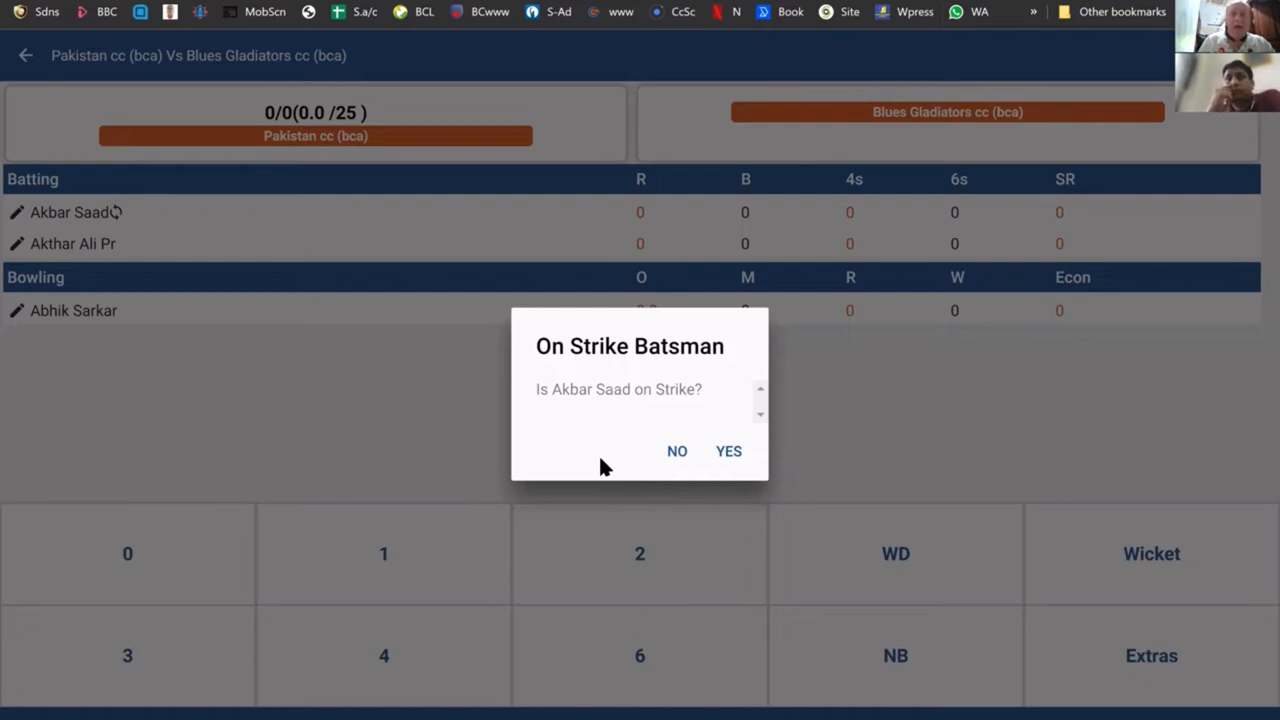 Sdns BBC MobScn S.a/c BCL BCwww S-Ad www CcSc N Book Site Wpress WA » Other bookmarks
Pakistan cc (bca) Vs Blues Gladiators cc (bca)
0/0(0.0 /25 )
Pakistan cc (bca)
Blues Gladiators cc (bca)
Batting R B 4s 6s SR
Akbar Saad 0 0 0 0 0
Akthar Ali Pr 0 0 0 0 0
Bowling O M R W Econ
Abhik Sarkar 0 0 0
On Strike Batsman
Is Akbar Saad on Strike?
NO YES
0 1 2 WD Wicket
3 4 6 NB Extras